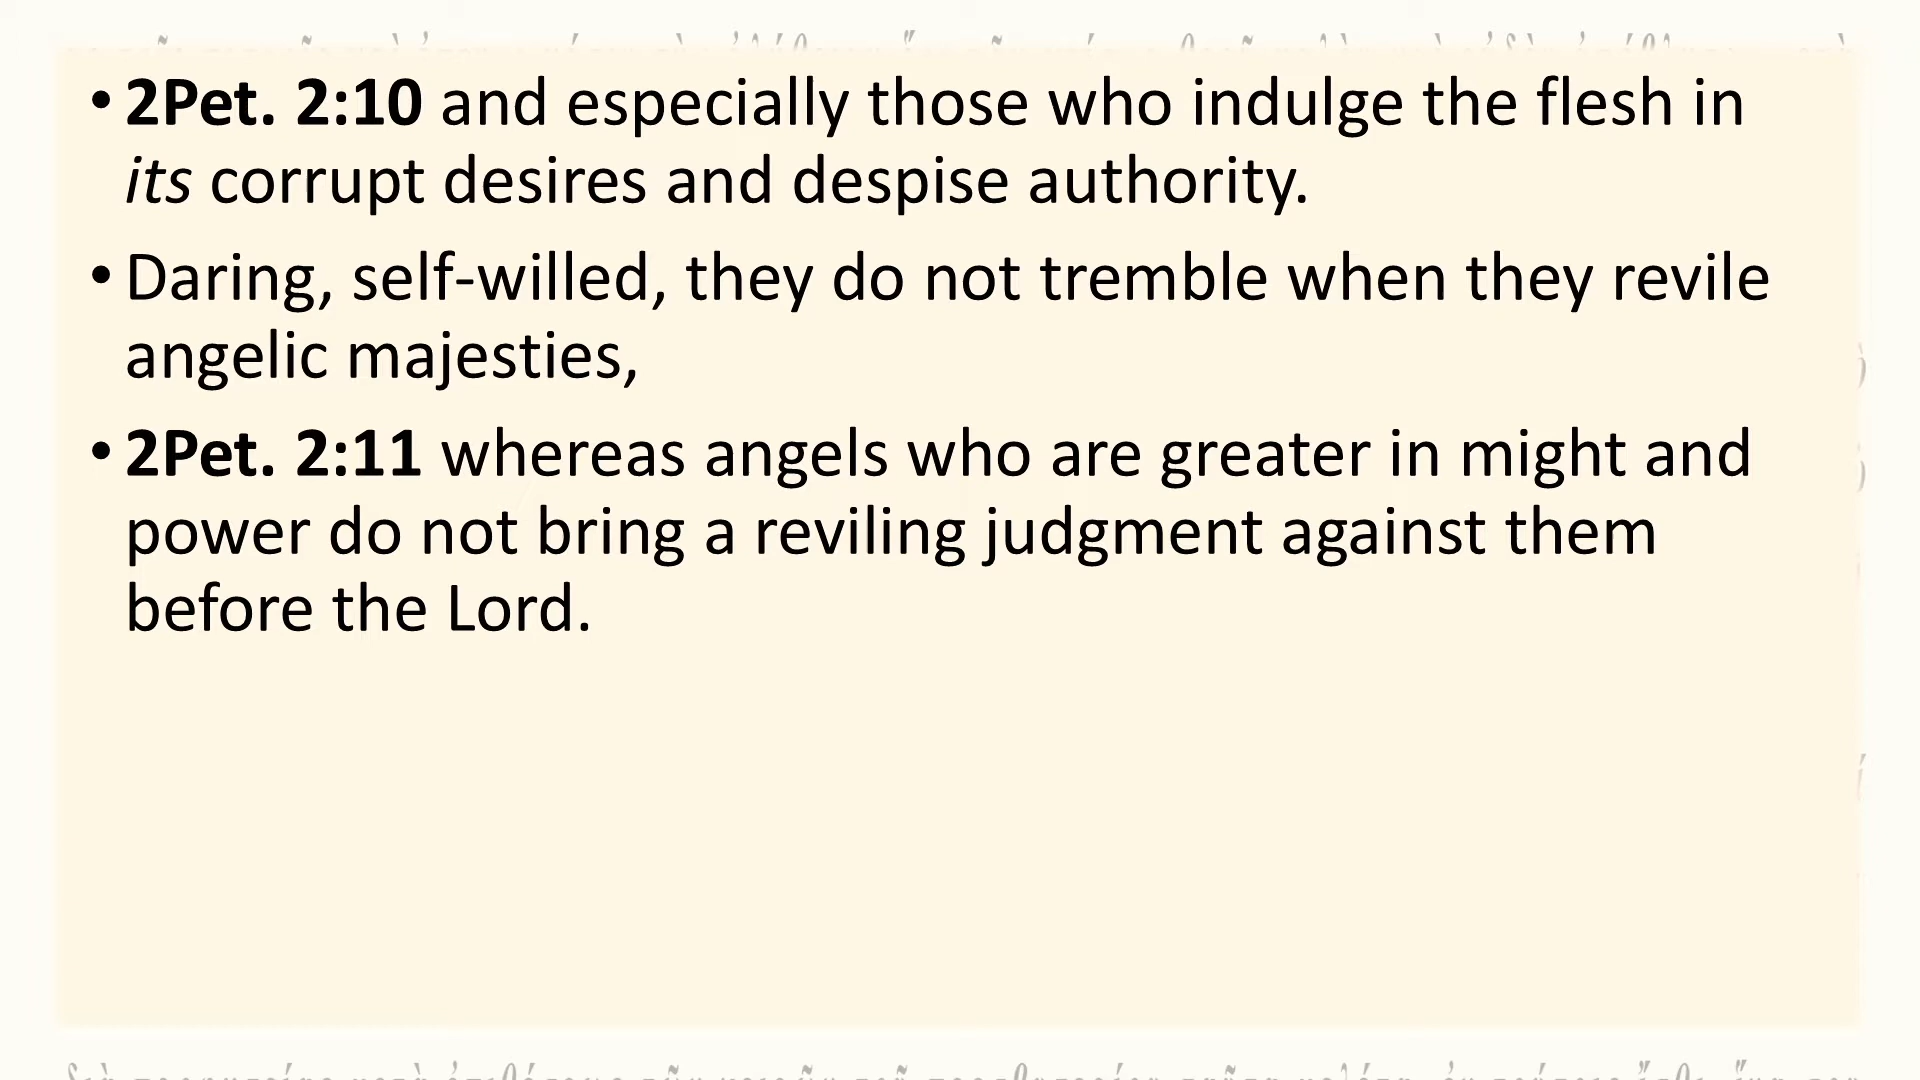 • 2Pet. 2:10 and especially those who indulge the flesh in
its corrupt desires and despise authority.
• Daring, self-willed, they do not tremble when they revile
angelic majesties,
• 2Pet. 2:11 whereas angels who are greater in might and
power do not bring a reviling judgment against them
before the Lord.